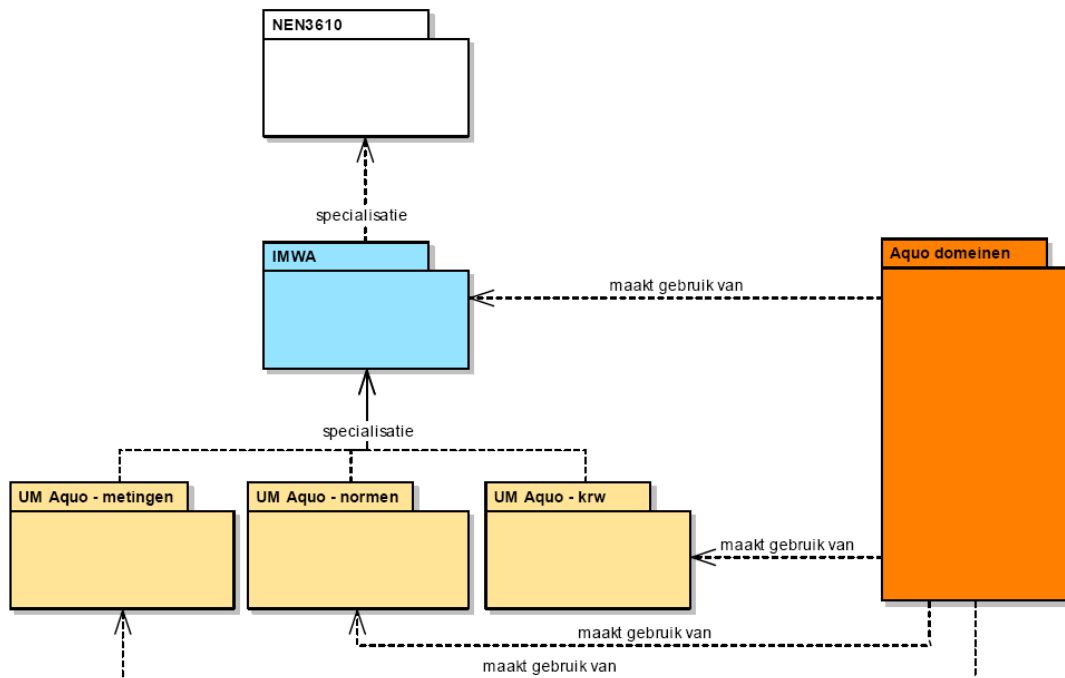 NEN3610
specialisatie
IMWA
Aquo domeinen
maakt gebruik van
specialisatie
UM Aquo - metingen
UM Aquo - normen
UM Aquo - krw
maakt gebruik van
maakt gebruik van
maakt gebruik van